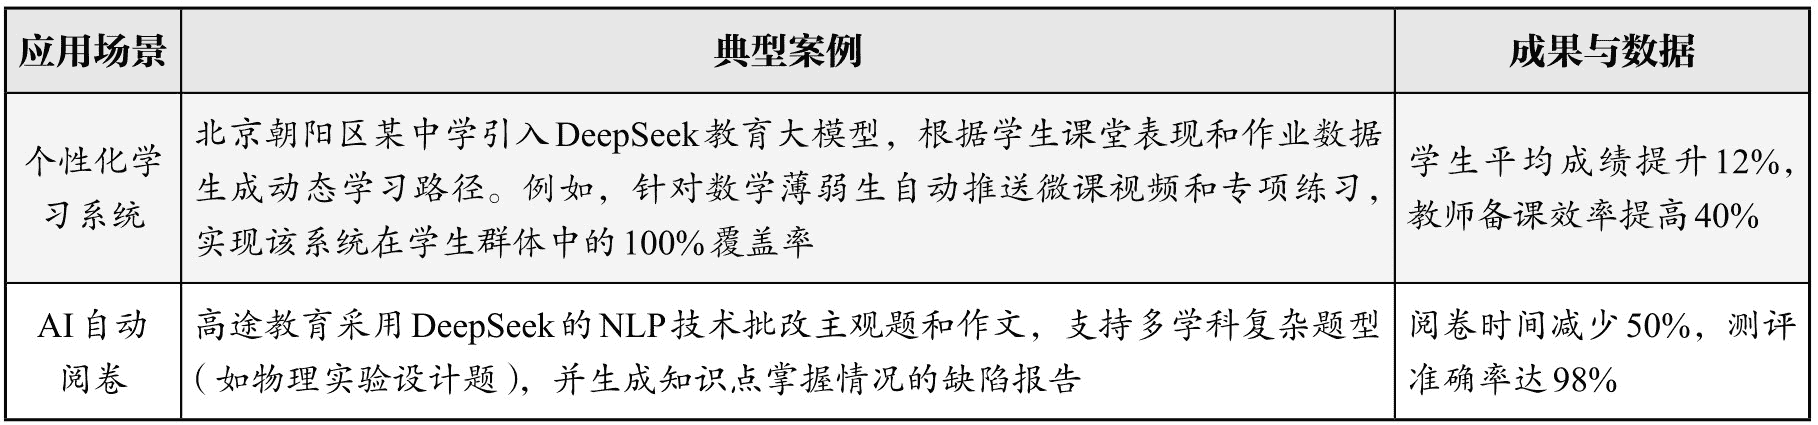 应用场景
典型案例
成果与数据
个性化学
习系统
北京朝阳区某中学引入DeepSeek教育大模型，根据学生课堂表现和作业数据
生成动态学习路径。例如，针对数学薄弱生自动推送微课视频和专项练习，
实现该系统在学生群体中的100%覆盖率
学生平均成绩提升12%，
教师备课效率提高40%
AI自动
阅卷
高途教育采用DeepSeek的NLP技术批改主观题和作文，支持多学科复杂题型
（如物理实验设计题），并生成知识点掌握情况的缺陷报告
阅卷时间减少50%，测评
准确率达98%